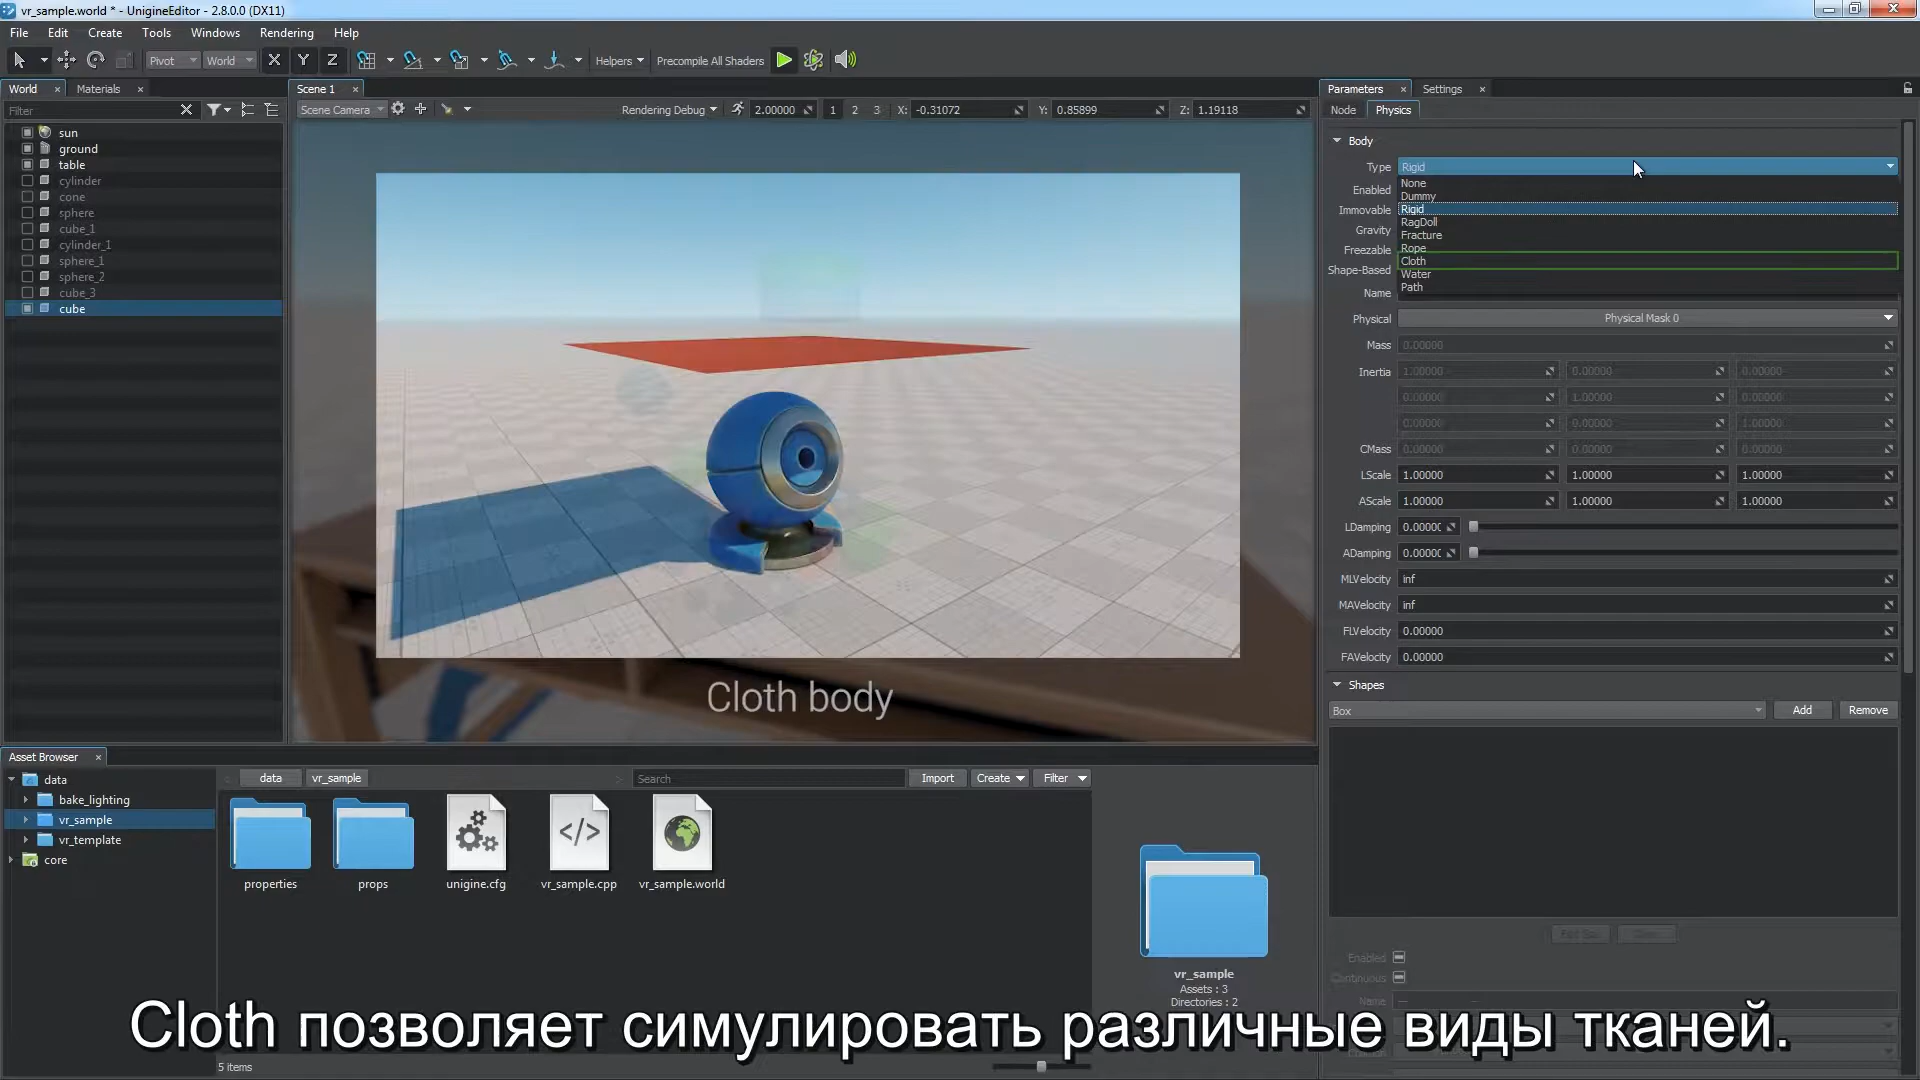 vr_sample.world * - UnigineEditor - 2.8.0.0 (DX11)
File Edit Create Tools Windows Rendering Help
Pivot World X Y Z Helpers Precompile All Shaders
World Materials Scene 1 Parameters Settings
Filter
Scene Camera Rendering Debug 2.00000 1 2 3 X: -0.31072 Y: 0.85899 Z: 1.19118
Node Physics
sun
ground
table
cylinder
cone
sphere
cube_1
cylinder_1
sphere_1
sphere_2
cube_3
cube
Cloth body
Body
Type Rigid
None
Dummy
Rigid
RagDoll
Fracture
Rope
Cloth
Water
Path
Enabled
Immovable
Gravity
Freezable
Shape-Based
Name
Physical Physical Mask 0
Mass 0.00000
Inertia 1.00000 0.00000 0.00000
0.00000 1.00000 0.00000
0.00000 0.00000 1.00000
CMass 0.00000 0.00000 0.00000
LScale 1.00000 1.00000 1.00000
AScale 1.00000 1.00000 1.00000
LDamping 0.0000
ADamping 0.0000
MLVelocity inf
MAVelocity inf
FLVelocity 0.00000
FAVelocity 0.00000
Shapes
Box Add Remove
Enabled
Continuous
Name
Asset Browser
data
bake_lighting
vr_sample
vr_template
core
data vr_sample Search Import Create Filter
properties props unigine.cfg vr_sample.cpp vr_sample.world
vr_sample
Assets : 3
Directories : 2
Cloth позволяет симулировать различные виды тканей.
5 items